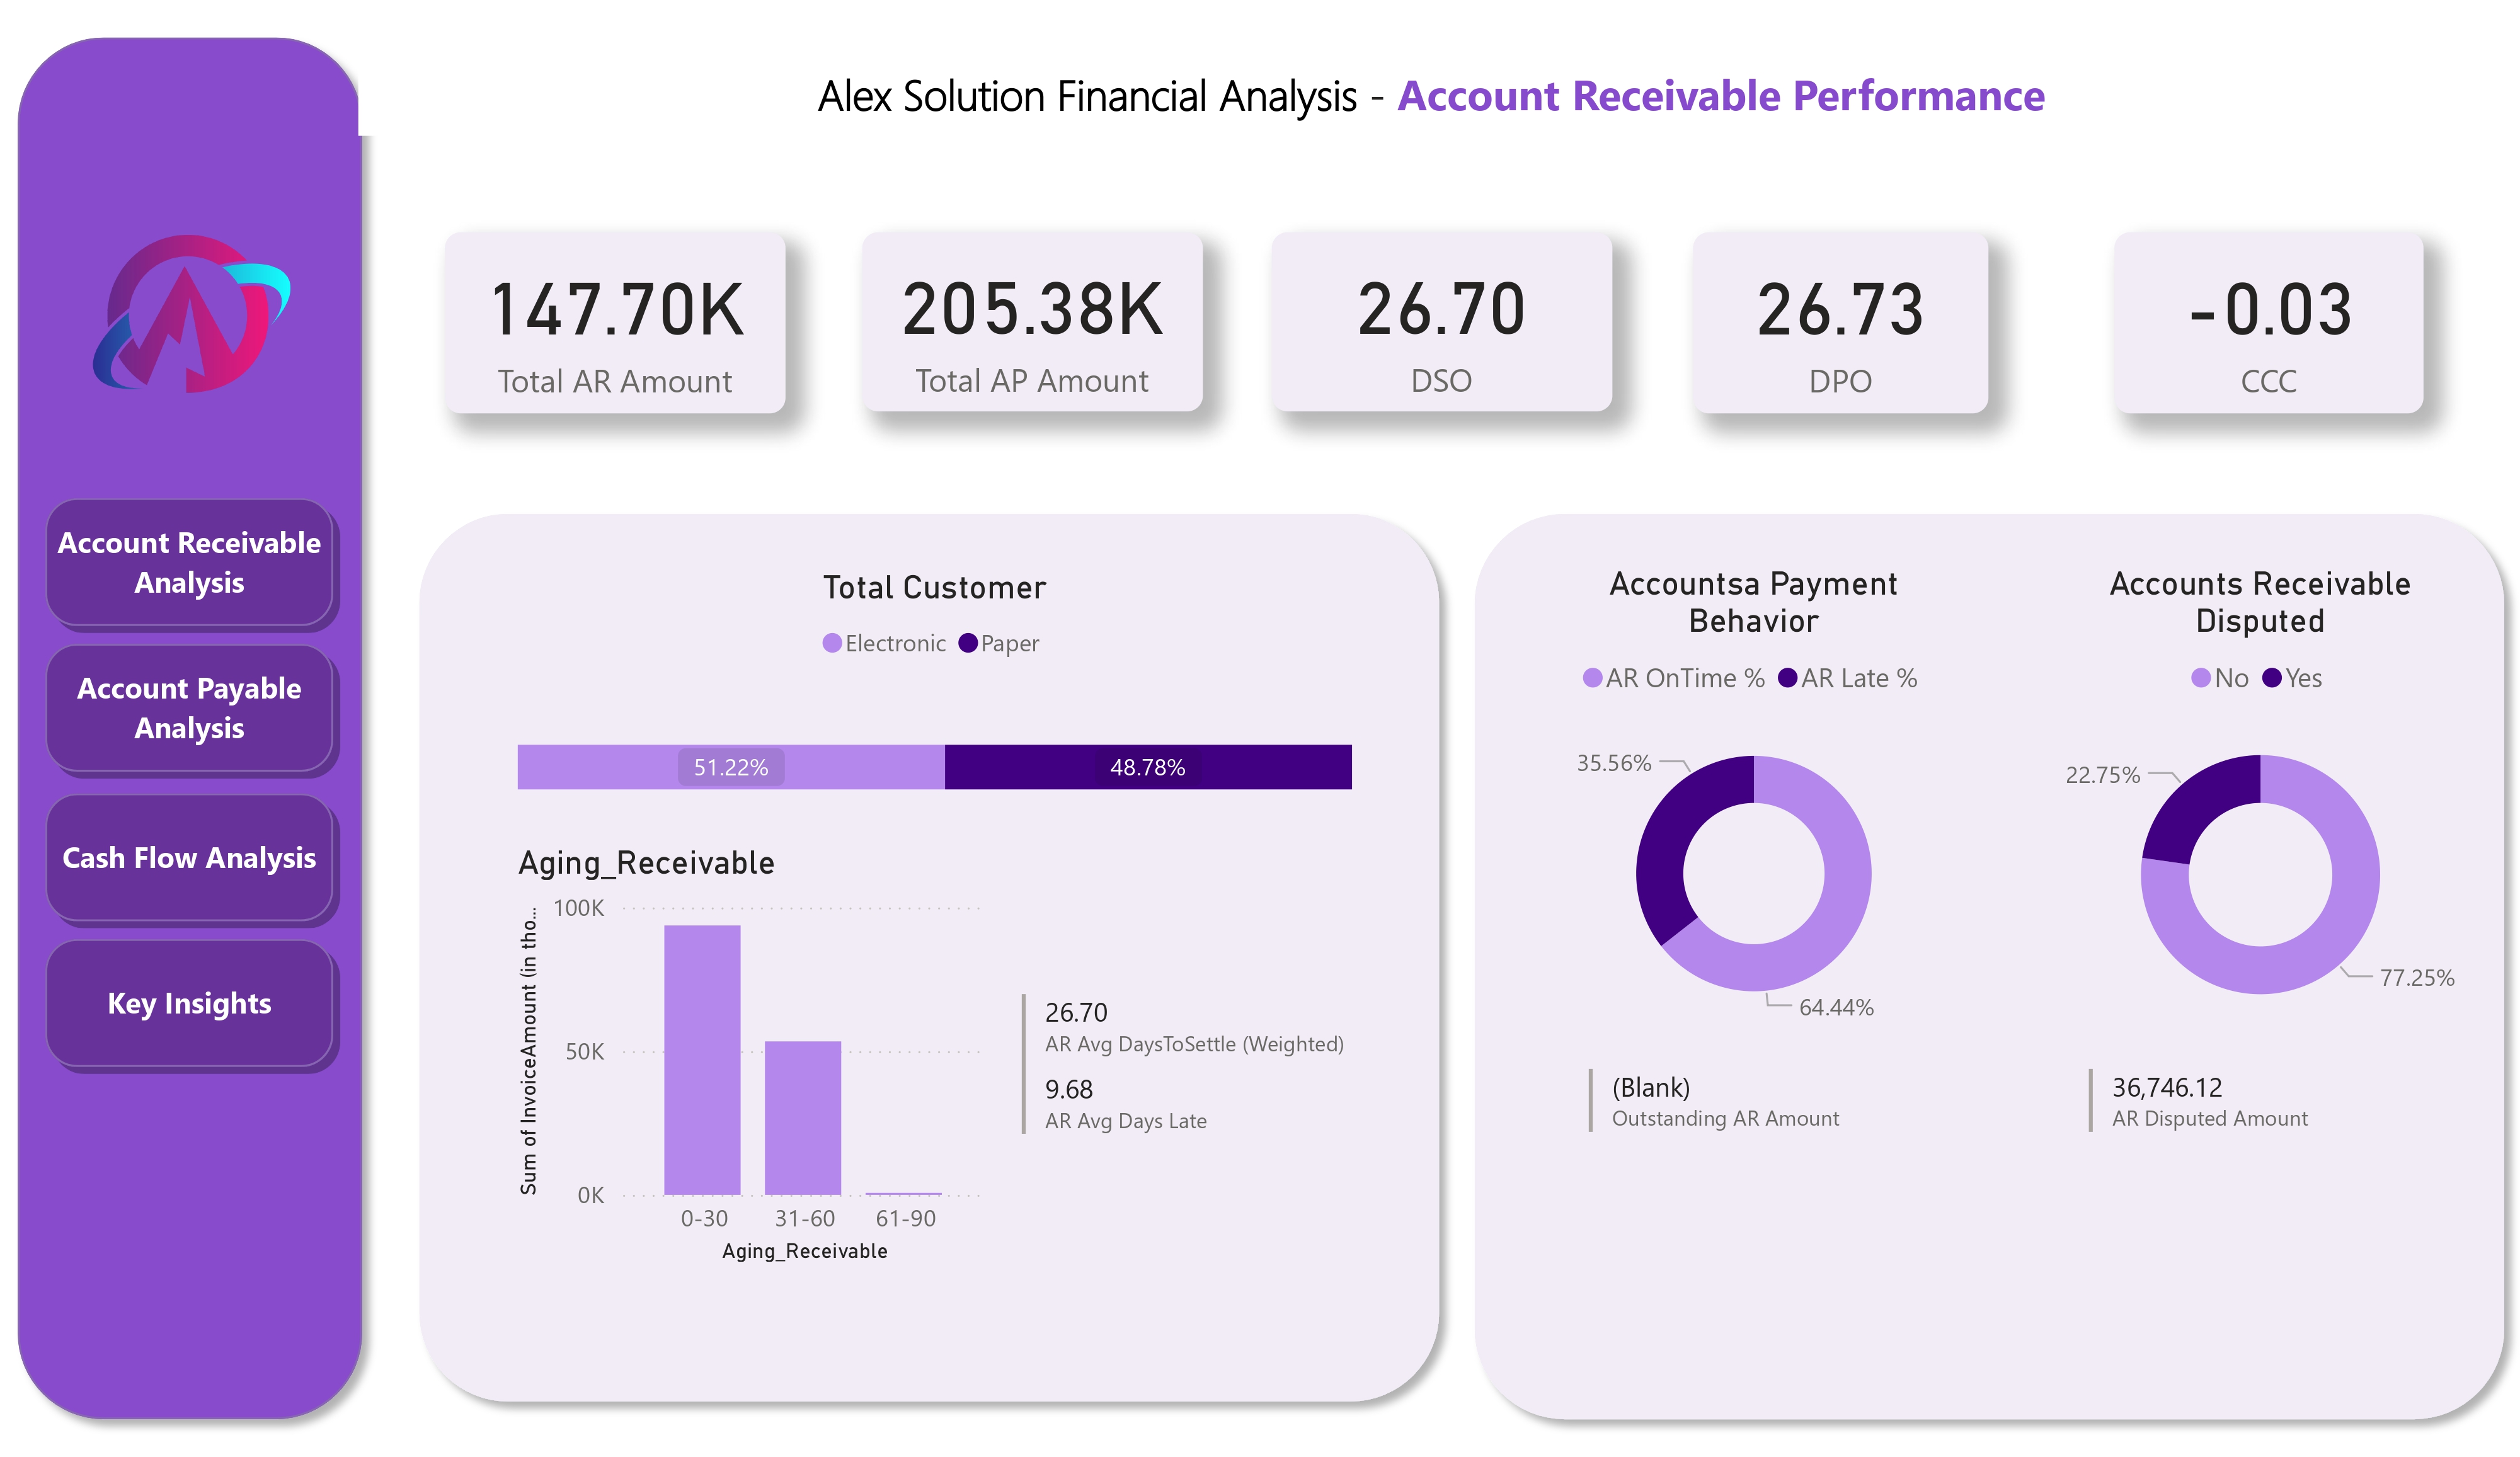 Alex Solution Financial Analysis - Account Receivable Performance
147.70K
Total AR Amount
205.38K
Total AP Amount
26.70
DSO
26.73
DPO
-0.03
CCC
Account Receivable
Analysis
Account Payable
Analysis
Cash Flow Analysis
Key Insights
Total Customer
Electronic Paper
51.22% 48.78%
Aging_Receivable
Sum of InvoiceAmount (in tho...
100K
50K
0K
0-30 31-60 61-90
Aging_Receivable
26.70
AR Avg DaysToSettle (Weighted)
9.68
AR Avg Days Late
Accountsa Payment
Behavior
AR OnTime % AR Late %
35.56%
64.44%
(Blank)
Outstanding AR Amount
Accounts Receivable
Disputed
No Yes
22.75%
77.25%
36,746.12
AR Disputed Amount